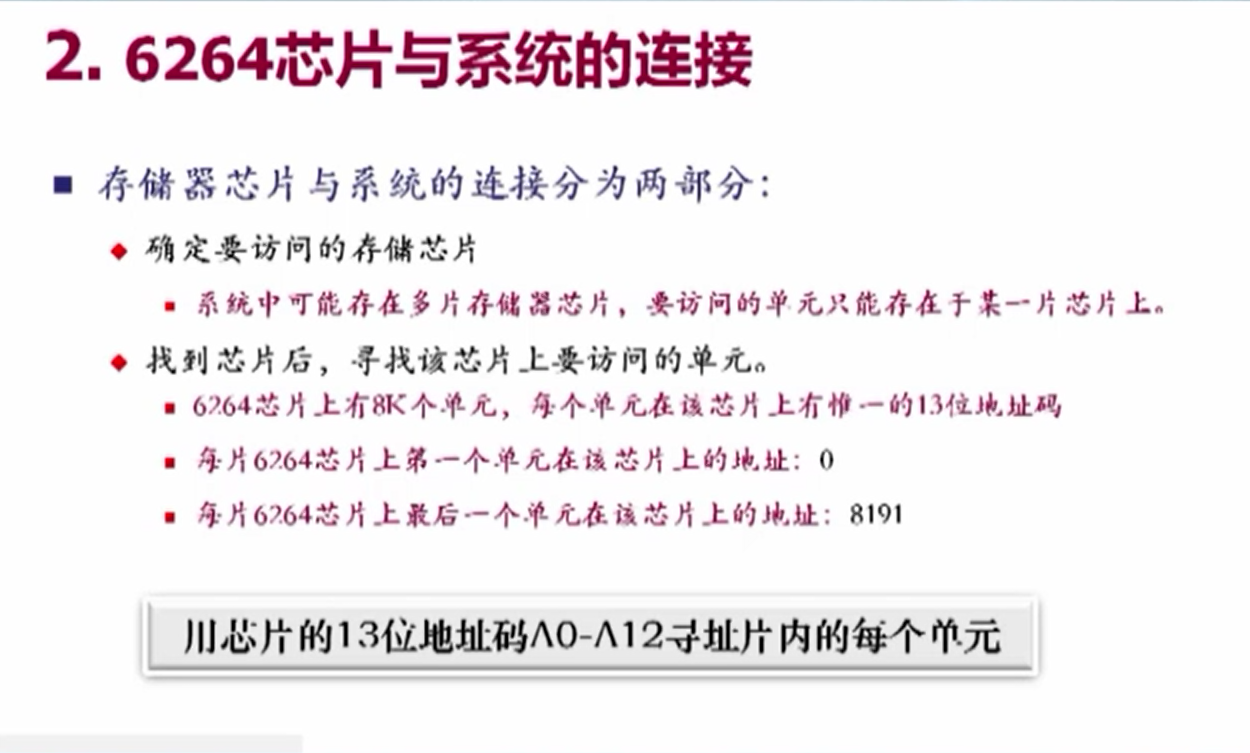 2. 6264芯片与系统的连接
存储器芯片与系统的连接分为两部分：
确定要访问的存储芯片
系统中可能存在多片存储器芯片，要访问的单元只能存在于某一片芯片上。
找到芯片后，寻找该芯片上要访问的单元。
6264芯片上有8K个单元，每个单元在该芯片上有惟一的13位地址码
每片6264芯片上第一个单元在该芯片上的地址：0
每片6264芯片上最后一个单元在该芯片上的地址：8191
用芯片的13位地址码A0-A12寻址片内的每个单元